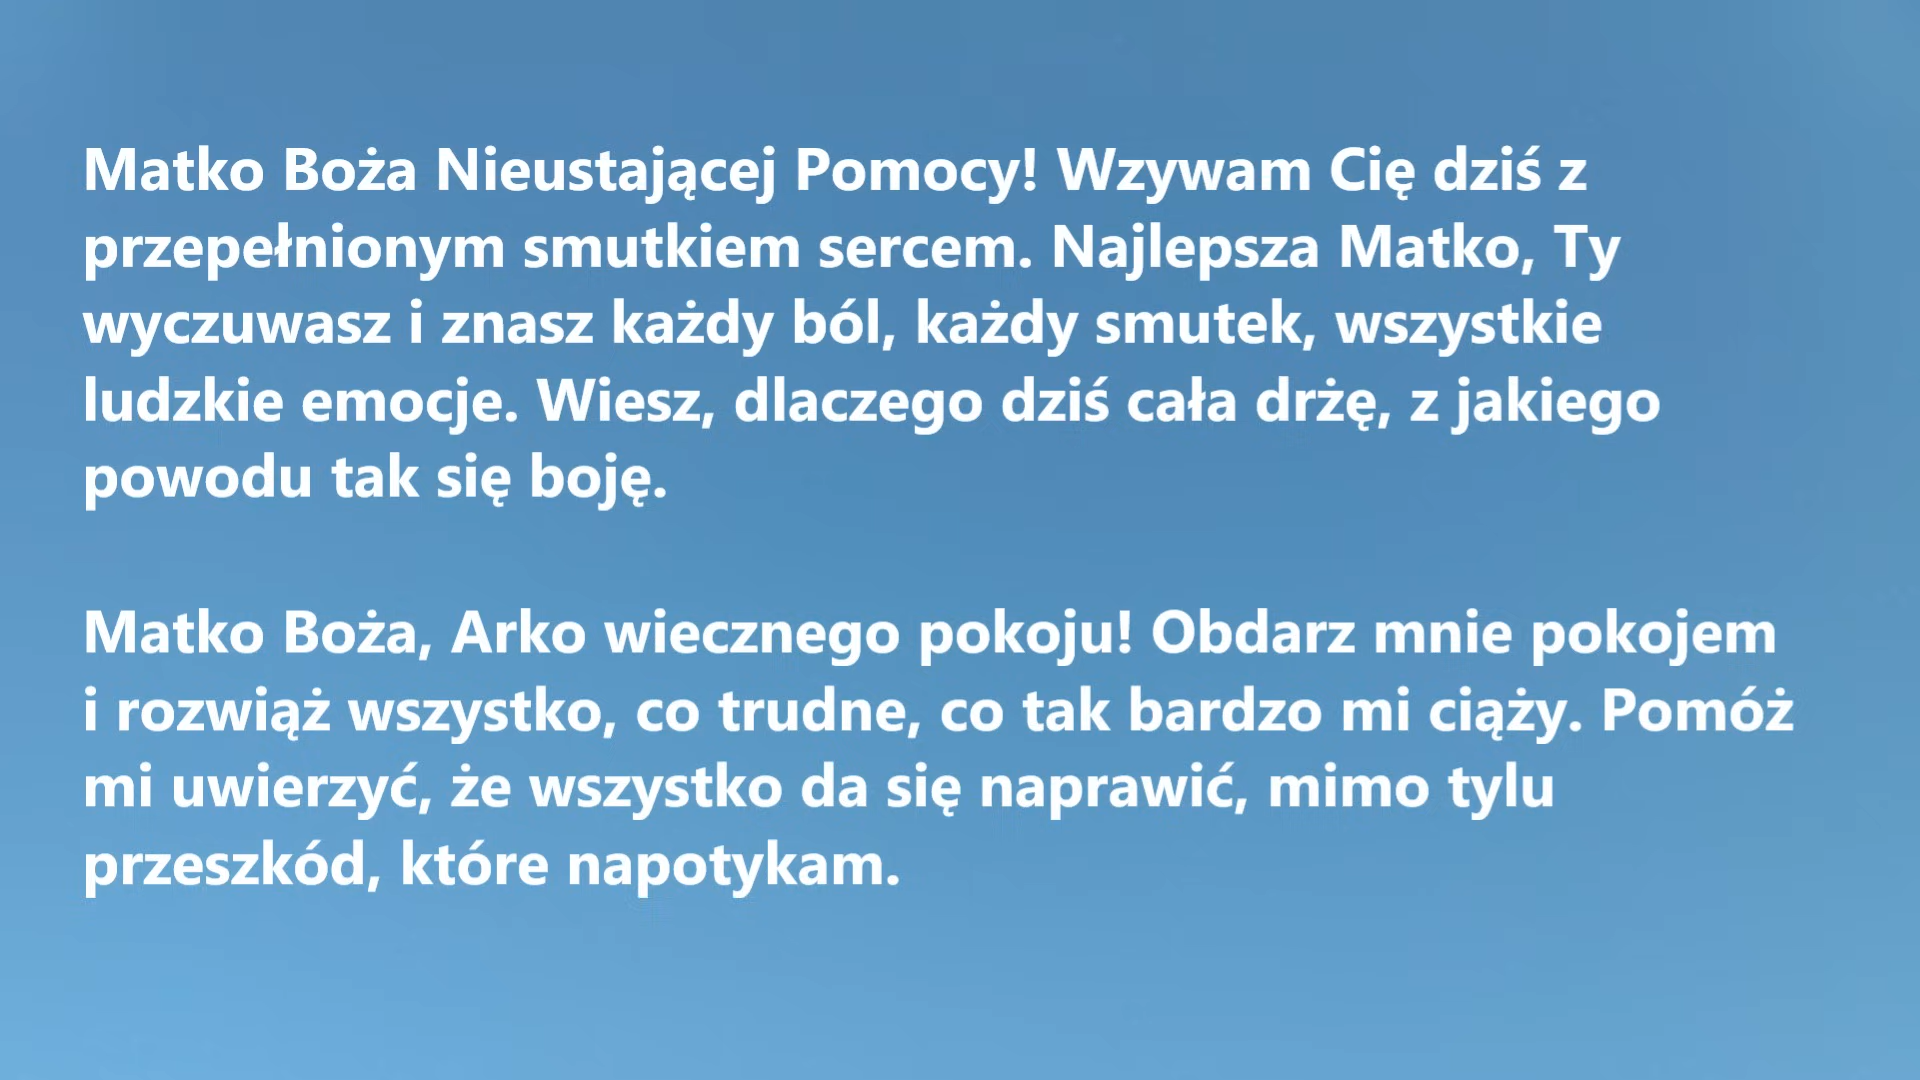 Matko Boża Nieustającej Pomocy! Wzywam Cię dziś z
przepełnionym smutkiem sercem. Najlepsza Matko, Ty
wyczuwasz i znasz każdy ból, każdy smutek, wszystkie
ludzkie emocje. Wiesz, dlaczego dziś cała drżę, z jakiego
powodu tak się boję.
Matko Boża, Arko wiecznego pokoju! Obdarz mnie pokojem
i rozwiąż wszystko, co trudne, co tak bardzo mi ciąży. Pomóż
mi uwierzyć, że wszystko da się naprawić, mimo tylu
przeszkód, które napotykam.